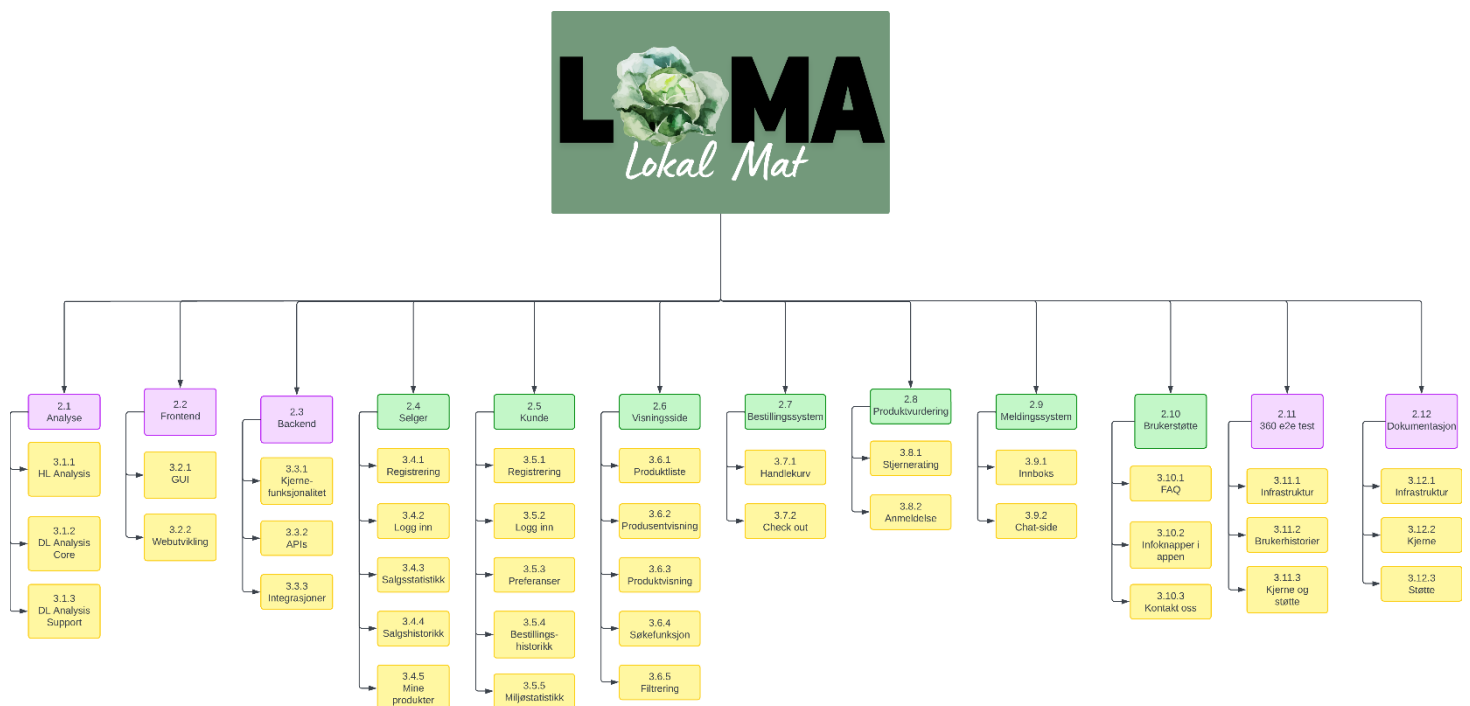 LOMA
Lokal Mat
2.1
Analyse
3.1.1
HL Analysis
3.1.2
DL Analysis
Core
3.1.3
DL Analysis
Support
2.2
Frontend
3.2.1
GUI
3.2.2
Webutvikling
2.3
Backend
3.3.1
Kjerne-
funksjonalitet
3.3.2
APIs
3.3.3
Integrasjoner
2.4
Selger
3.4.1
Registrering
3.4.2
Logg inn
3.4.3
Salgsstatistikk
3.4.4
Salgshistorikk
3.4.5
Mine
produkter
2.5
Kunde
3.5.1
Registrering
3.5.2
Logg inn
3.5.3
Preferanser
3.5.4
Bestillings-
historikk
3.5.5
Miljøstatistikk
2.6
Visningsside
3.6.1
Produktliste
3.6.2
Produsentvisning
3.6.3
Produktvisning
3.6.4
Søkefunksjon
3.6.5
Filtrering
2.7
Bestillingssystem
3.7.1
Handlekurv
3.7.2
Check out
2.8
Produktvurdering
3.8.1
Stjernerating
3.8.2
Anmeldelse
2.9
Meldingssystem
3.9.1
Innboks
3.9.2
Chat-side
2.10
Brukerstøtte
3.10.1
FAQ
3.10.2
Infoknapper i
appen
3.10.3
Kontakt oss
2.11
360 e2e test
3.11.1
Infrastruktur
3.11.2
Brukerhistorier
3.11.3
Kjerne og
støtte
2.12
Dokumentasjon
3.12.1
Infrastruktur
3.12.2
Kjerne
3.12.3
Støtte